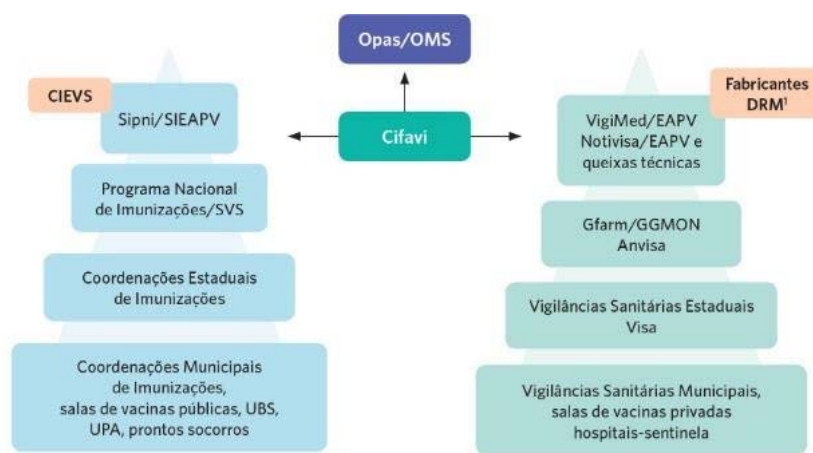 Opas/OMS
CIEVS
Sipni/SIEAPV
Cifavi
Fabricantes
DRM¹
VigiMed/EAPV
Notivisa/EAPV e
queixas técnicas
Programa Nacional
de Imunizações/SVS
Gfarm/GGMON
Anvisa
Coordenações Estaduais
de Imunizações
Vigilâncias Sanitárias Estaduais
Visa
Coordenações Municipais
de Imunizações,
salas de vacinas públicas, UBS,
UPA, prontos socorros
Vigilâncias Sanitárias Municipais,
salas de vacinas privadas
hospitais-sentinela